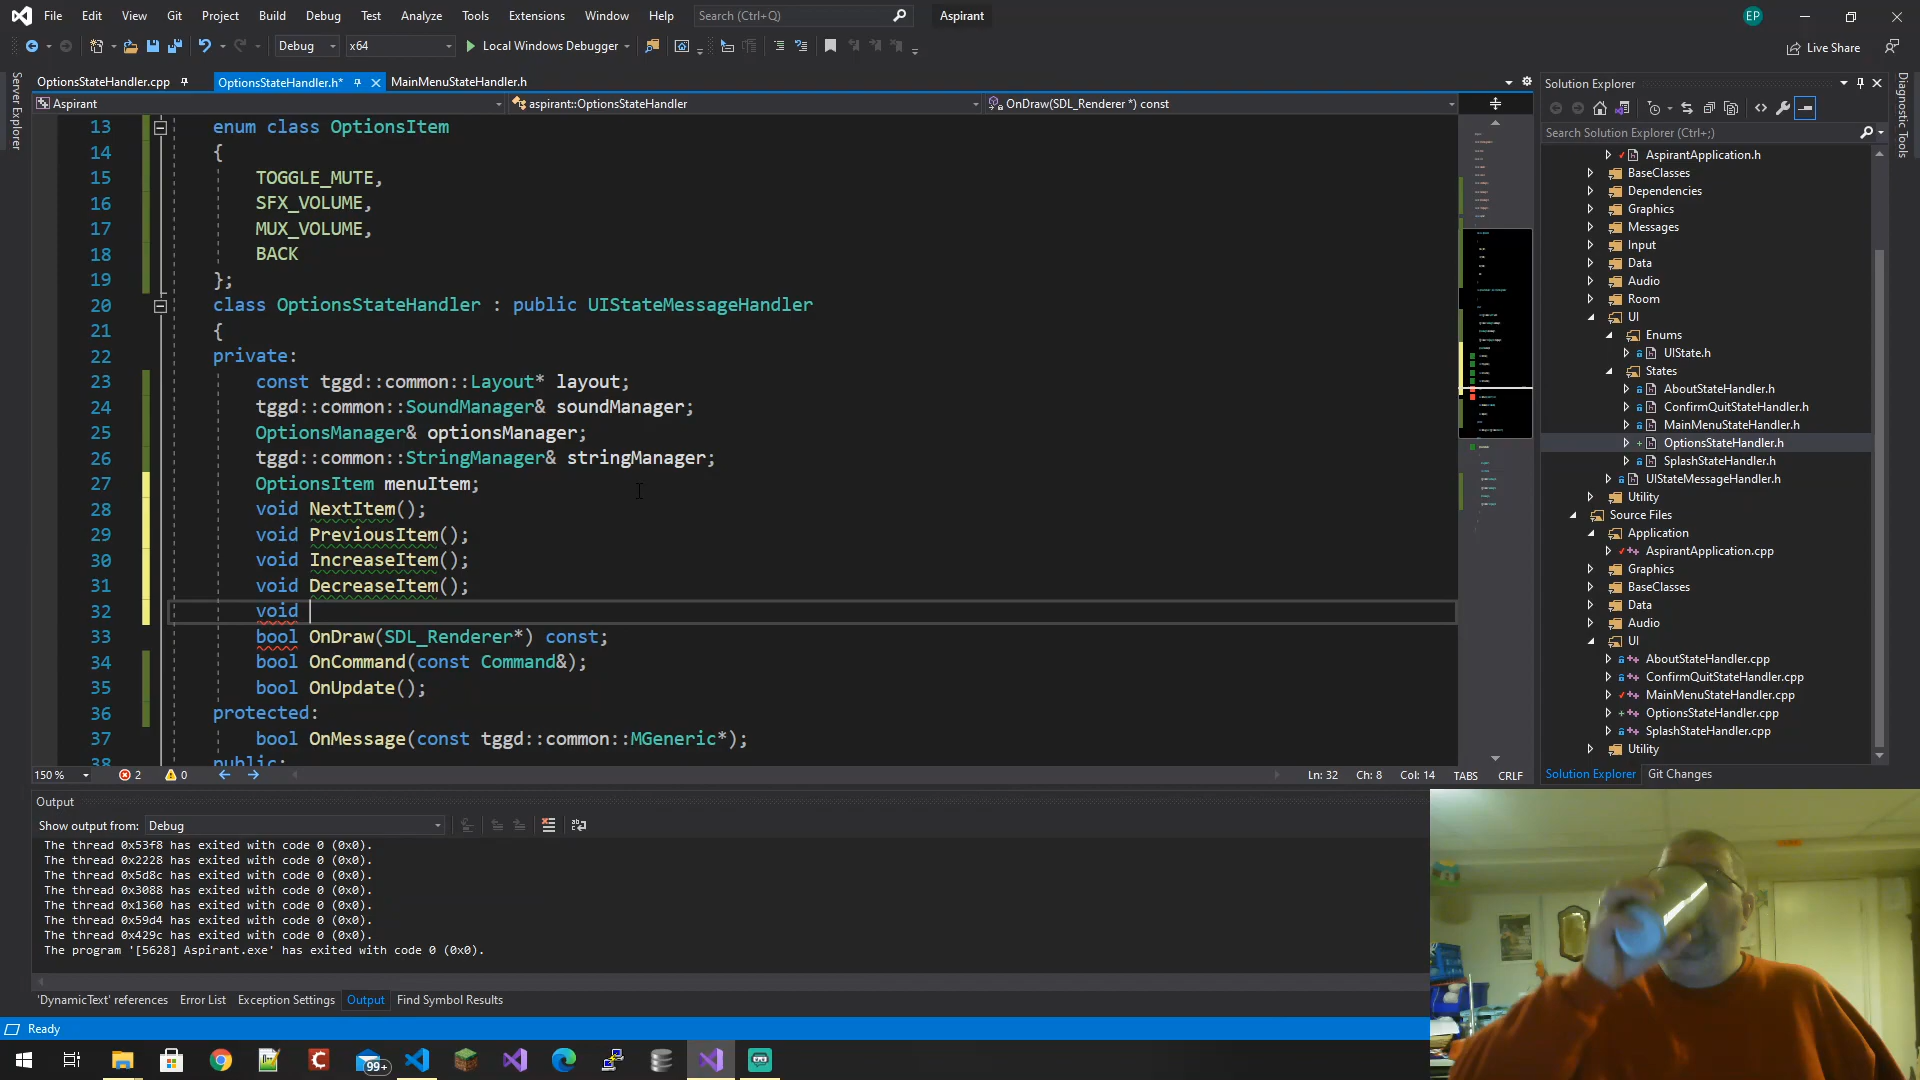 File Edit View Git Project Build Debug Test Analyze Tools Extensions Window Help Search (Ctrl+Q) Aspirant EP
Debug x64 Local Windows Debugger Live Share
OptionsStateHandler.cpp OptionsStateHandler.h* MainMenuStateHandler.h
Aspirant aspirant::OptionsStateHandler OnDraw(SDL_Renderer *) const
Server Explorer
13 enum class OptionsItem
14 {
15 TOGGLE_MUTE,
16 SFX_VOLUME,
17 MUX_VOLUME,
18 BACK
19 };
20 class OptionsStateHandler : public UIStateMessageHandler
21 {
22 private:
23 const tggd::common::Layout* layout;
24 tggd::common::SoundManager& soundManager;
25 OptionsManager& optionsManager;
26 tggd::common::StringManager& stringManager;
27 OptionsItem menuItem;
28 void NextItem();
29 void PreviousItem();
30 void IncreaseItem();
31 void DecreaseItem();
32 void
33 bool OnDraw(SDL_Renderer*) const;
34 bool OnCommand(const Command&);
35 bool OnUpdate();
36 protected:
37 bool OnMessage(const tggd::common::MGeneric*);
38 public:
150 % 2 0 Ln: 32 Ch: 8 Col: 14 TABS CRLF
Solution Explorer
Search Solution Explorer (Ctrl+;)
AspirantApplication.h
BaseClasses
Dependencies
Graphics
Messages
Input
Data
Audio
Room
UI
Enums
UIState.h
States
AboutStateHandler.h
ConfirmQuitStateHandler.h
MainMenuStateHandler.h
OptionsStateHandler.h
SplashStateHandler.h
UIStateMessageHandler.h
Utility
Source Files
Application
AspirantApplication.cpp
Graphics
BaseClasses
Data
Audio
UI
AboutStateHandler.cpp
ConfirmQuitStateHandler.cpp
MainMenuStateHandler.cpp
OptionsStateHandler.cpp
SplashStateHandler.cpp
Utility
Solution Explorer Git Changes
Diagnostic Tools
Output
Show output from: Debug
The thread 0x53f8 has exited with code 0 (0x0).
The thread 0x2228 has exited with code 0 (0x0).
The thread 0x5d8c has exited with code 0 (0x0).
The thread 0x3088 has exited with code 0 (0x0).
The thread 0x1360 has exited with code 0 (0x0).
The thread 0x59d4 has exited with code 0 (0x0).
The thread 0x429c has exited with code 0 (0x0).
The program '[5628] Aspirant.exe' has exited with code 0 (0x0).
'DynamicText' references Error List Exception Settings Output Find Symbol Results
Ready
99+